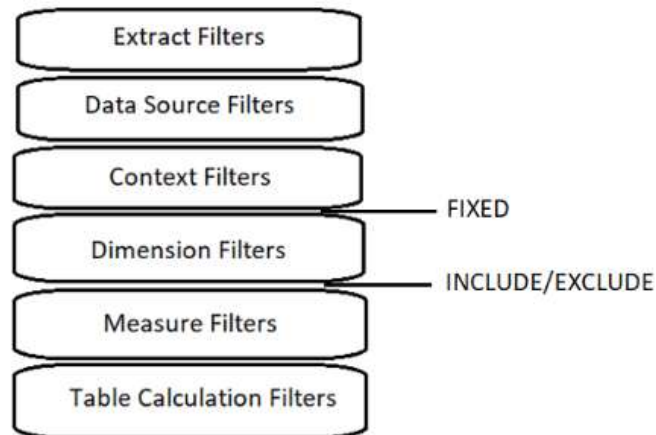 Extract Filters
Data Source Filters
Context Filters
FIXED
Dimension Filters
INCLUDE/EXCLUDE
Measure Filters
Table Calculation Filters